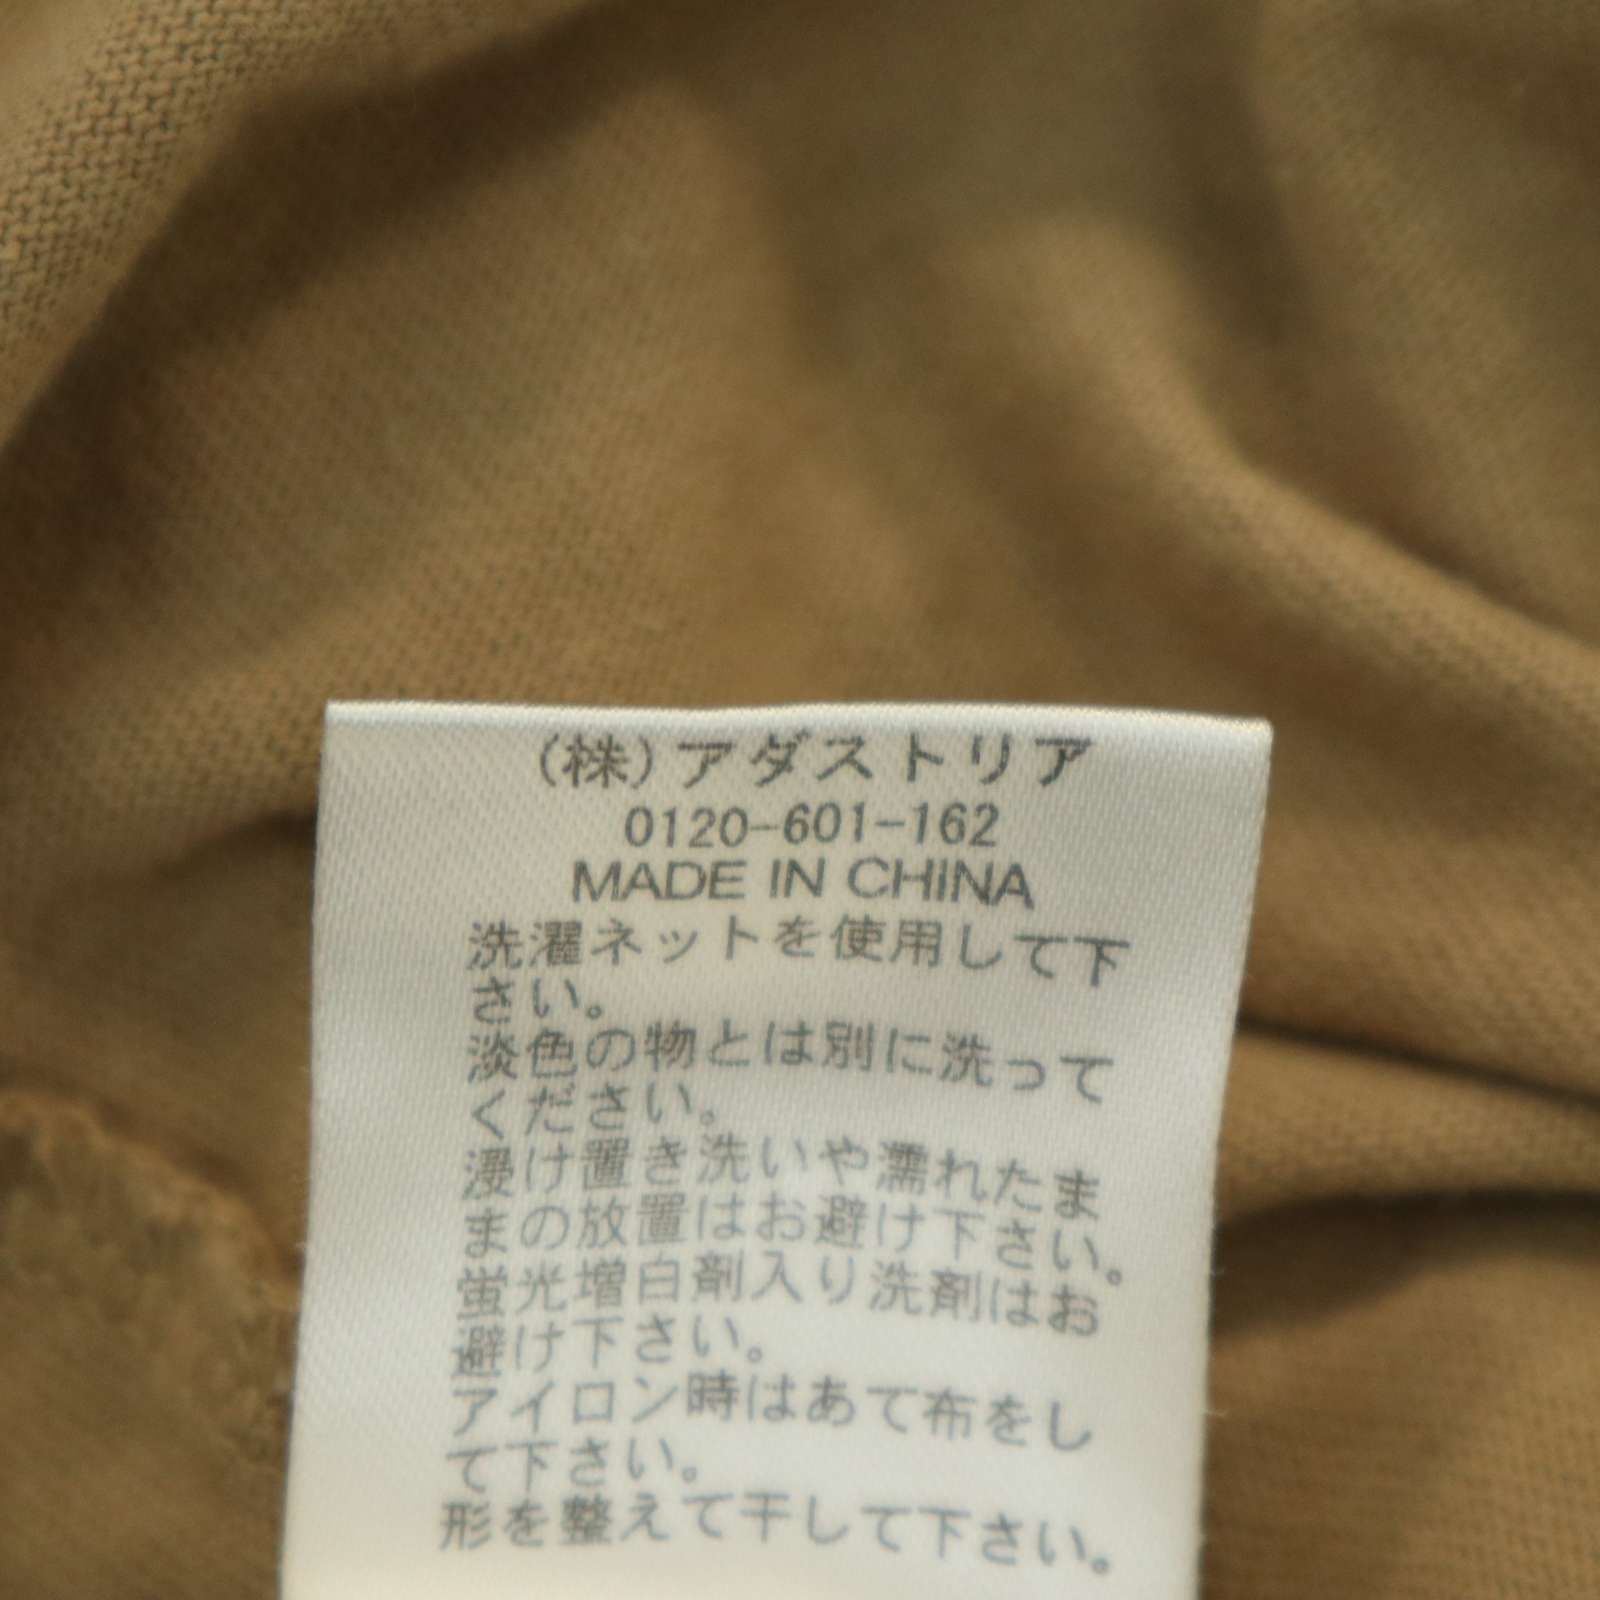 (株)アダストリア
0120-601-162
MADE IN CHINA
洗濯ネットを使用して下
さい。
淡色の物とは別に洗って
ください。
浸け置き洗いや濡れたま
まの放置はお避け下さい。
蛍光増白剤入り洗剤はお
避け下さい。
アイロン時はあて布をし
て下さい。
形を整えて干して下さい。